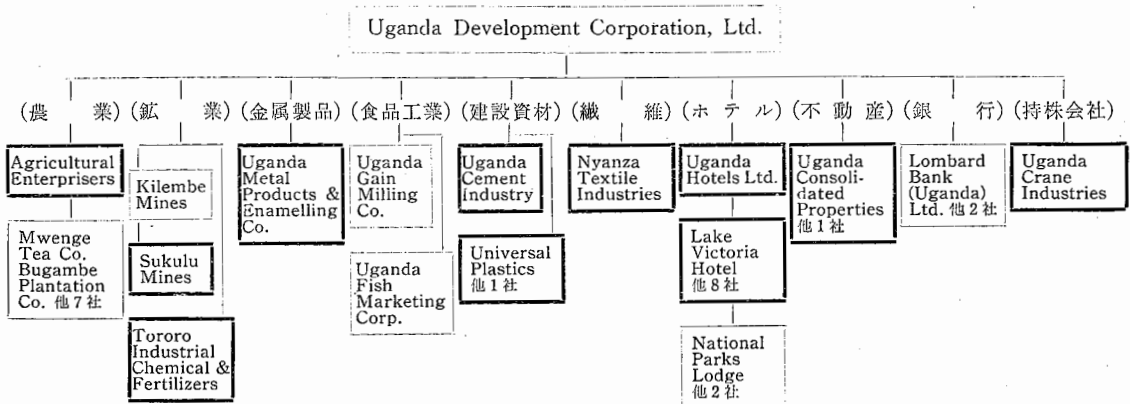 Uganda Development Corporation, Ltd.
(農業)(鉱業)(金属製品)(食品工業)(建設資材)(繊維)(ホテル)(不動産)(銀行)(持株会社)
Agricultural
Enterprisers
Mwenge
Tea Co.
Bugambe
Plantation
Co. 他7社
Kilembe
Mines
Sukulu
Mines
Tororo
Industrial
Chemical &
Fertilizers
Uganda
Metal
Products &
Enamelling
Co.
Uganda
Gain
Milling
Co.
Uganda
Fish
Marketing
Corp.
Uganda
Cement
Industry
Universal
Plastics
他1社
Nyanza
Textile
Industries
Uganda
Hotels Ltd.
Lake
Victoria
Hotel
他8社
National
Parks
Lodge
他2社
Uganda
Consoli-
dated
Properties
他1社
Lombard
Bank
(Uganda)
Ltd. 他2社
Uganda
Crane
Industries